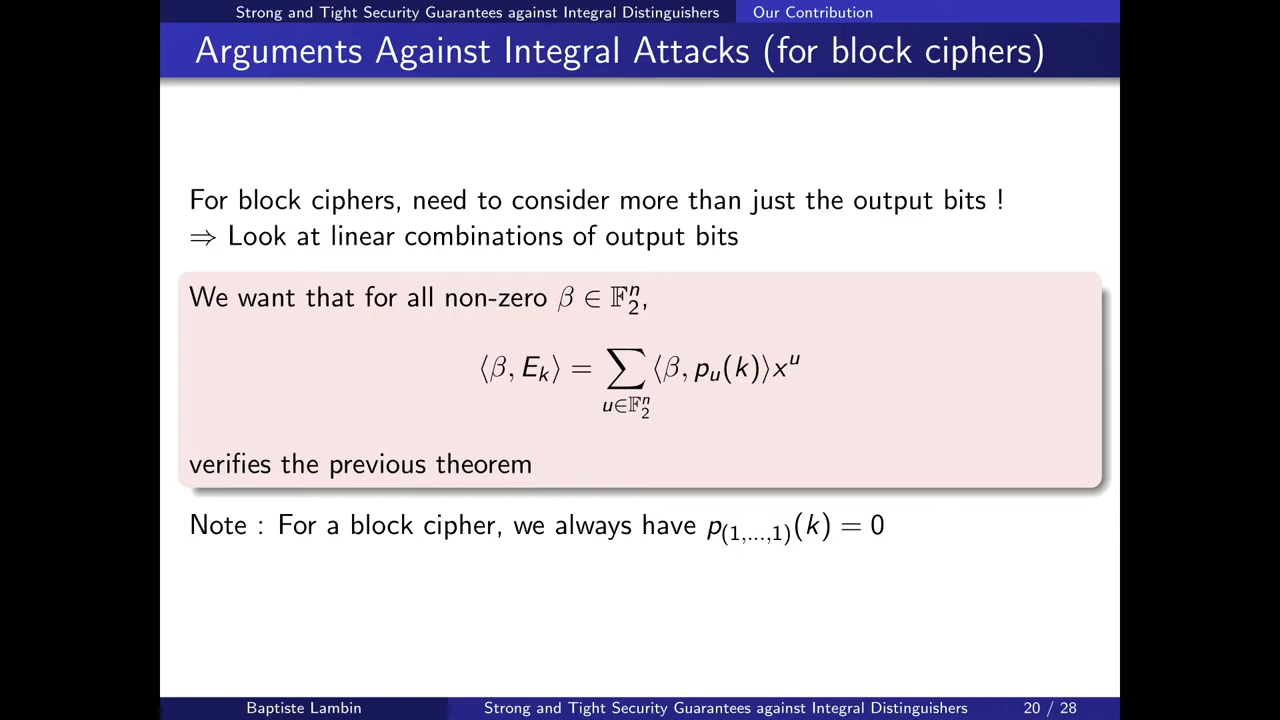 Strong and Tight Security Guarantees against Integral Distinguishers Our Contribution
Arguments Against Integral Attacks (for block ciphers)
For block ciphers, need to consider more than just the output bits !
⇒ Look at linear combinations of output bits
We want that for all non-zero β ∈ 𝔽₂ⁿ,
⟨β, E_k⟩ = ∑_{u∈𝔽₂ⁿ} ⟨β, p_u(k)⟩x^u
verifies the previous theorem
Note : For a block cipher, we always have p_{(1,...,1)}(k) = 0
Baptiste Lambin Strong and Tight Security Guarantees against Integral Distinguishers 20 / 28